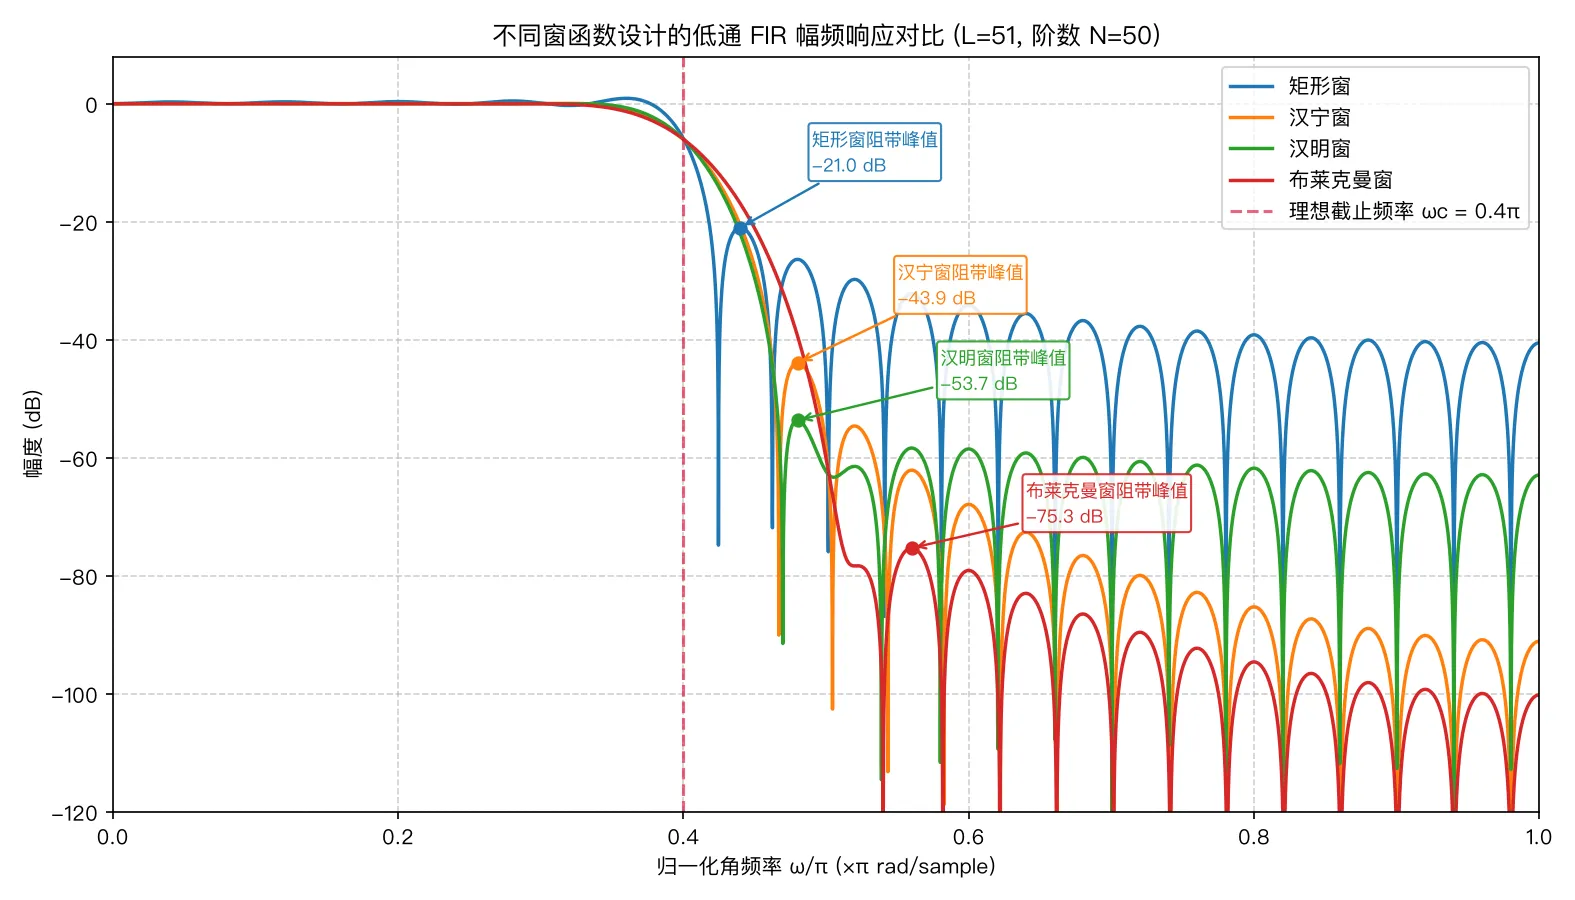 不同窗函数设计的低通 FIR 幅频响应对比 (L=51, 阶数 N=50)
矩形窗
汉宁窗
汉明窗
布莱克曼窗
理想截止频率 ωc = 0.4π
矩形窗阻带峰值
−21.0 dB
汉宁窗阻带峰值
−43.9 dB
汉明窗阻带峰值
−53.7 dB
布莱克曼窗阻带峰值
−75.3 dB
幅度 (dB)
0
−20
−40
−60
−80
−100
−120
0.0
0.2
0.4
0.6
0.8
1.0
归一化角频率 ω/π (×π rad/sample)